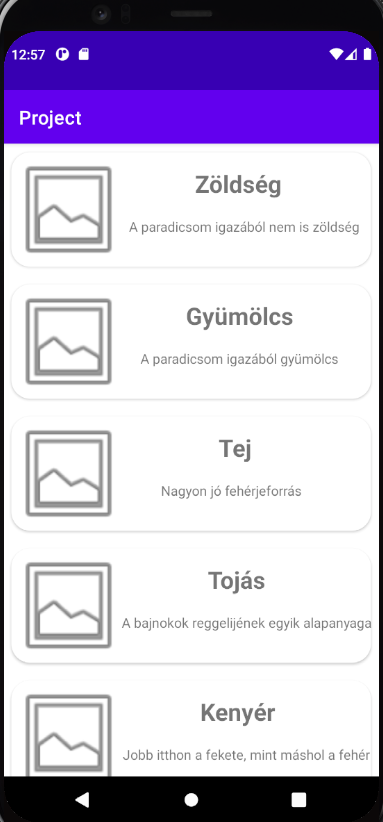 12:57
Project
Zöldség
A paradicsom igazából nem is zöldség
Gyümölcs
A paradicsom igazából gyümölcs
Tej
Nagyon jó fehérjeforrás
Tojás
A bajnokok reggelijének egyik alapanyaga
Kenyér
Jobb itthon a fekete, mint máshol a fehér